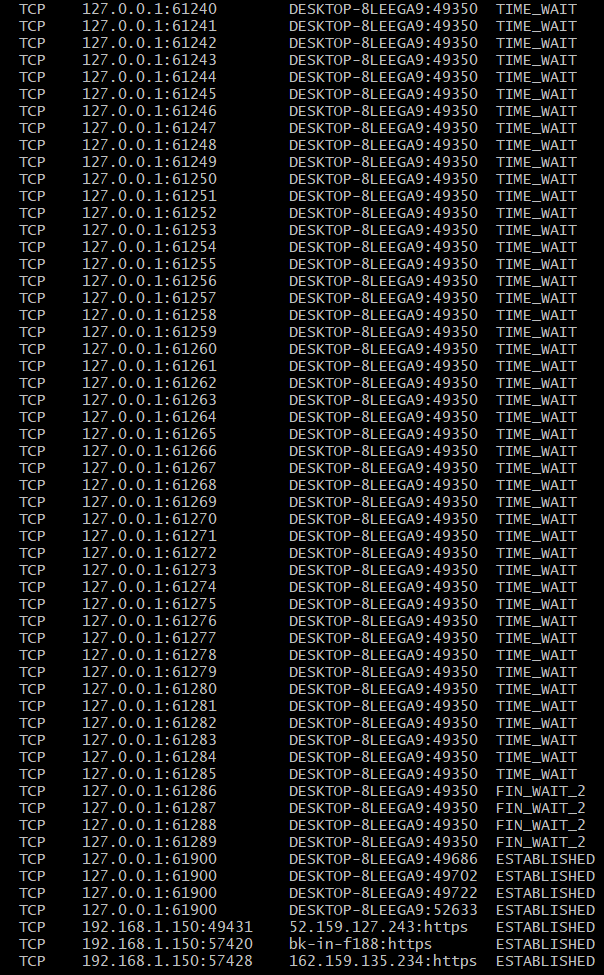 TCP 127.0.0.1:61240 DESKTOP-8LEEGA9:49350 TIME_WAIT
TCP 127.0.0.1:61241 DESKTOP-8LEEGA9:49350 TIME_WAIT
TCP 127.0.0.1:61242 DESKTOP-8LEEGA9:49350 TIME_WAIT
TCP 127.0.0.1:61243 DESKTOP-8LEEGA9:49350 TIME_WAIT
TCP 127.0.0.1:61244 DESKTOP-8LEEGA9:49350 TIME_WAIT
TCP 127.0.0.1:61245 DESKTOP-8LEEGA9:49350 TIME_WAIT
TCP 127.0.0.1:61246 DESKTOP-8LEEGA9:49350 TIME_WAIT
TCP 127.0.0.1:61247 DESKTOP-8LEEGA9:49350 TIME_WAIT
TCP 127.0.0.1:61248 DESKTOP-8LEEGA9:49350 TIME_WAIT
TCP 127.0.0.1:61249 DESKTOP-8LEEGA9:49350 TIME_WAIT
TCP 127.0.0.1:61250 DESKTOP-8LEEGA9:49350 TIME_WAIT
TCP 127.0.0.1:61251 DESKTOP-8LEEGA9:49350 TIME_WAIT
TCP 127.0.0.1:61252 DESKTOP-8LEEGA9:49350 TIME_WAIT
TCP 127.0.0.1:61253 DESKTOP-8LEEGA9:49350 TIME_WAIT
TCP 127.0.0.1:61254 DESKTOP-8LEEGA9:49350 TIME_WAIT
TCP 127.0.0.1:61255 DESKTOP-8LEEGA9:49350 TIME_WAIT
TCP 127.0.0.1:61256 DESKTOP-8LEEGA9:49350 TIME_WAIT
TCP 127.0.0.1:61257 DESKTOP-8LEEGA9:49350 TIME_WAIT
TCP 127.0.0.1:61258 DESKTOP-8LEEGA9:49350 TIME_WAIT
TCP 127.0.0.1:61259 DESKTOP-8LEEGA9:49350 TIME_WAIT
TCP 127.0.0.1:61260 DESKTOP-8LEEGA9:49350 TIME_WAIT
TCP 127.0.0.1:61261 DESKTOP-8LEEGA9:49350 TIME_WAIT
TCP 127.0.0.1:61262 DESKTOP-8LEEGA9:49350 TIME_WAIT
TCP 127.0.0.1:61263 DESKTOP-8LEEGA9:49350 TIME_WAIT
TCP 127.0.0.1:61264 DESKTOP-8LEEGA9:49350 TIME_WAIT
TCP 127.0.0.1:61265 DESKTOP-8LEEGA9:49350 TIME_WAIT
TCP 127.0.0.1:61266 DESKTOP-8LEEGA9:49350 TIME_WAIT
TCP 127.0.0.1:61267 DESKTOP-8LEEGA9:49350 TIME_WAIT
TCP 127.0.0.1:61268 DESKTOP-8LEEGA9:49350 TIME_WAIT
TCP 127.0.0.1:61269 DESKTOP-8LEEGA9:49350 TIME_WAIT
TCP 127.0.0.1:61270 DESKTOP-8LEEGA9:49350 TIME_WAIT
TCP 127.0.0.1:61271 DESKTOP-8LEEGA9:49350 TIME_WAIT
TCP 127.0.0.1:61272 DESKTOP-8LEEGA9:49350 TIME_WAIT
TCP 127.0.0.1:61273 DESKTOP-8LEEGA9:49350 TIME_WAIT
TCP 127.0.0.1:61274 DESKTOP-8LEEGA9:49350 TIME_WAIT
TCP 127.0.0.1:61275 DESKTOP-8LEEGA9:49350 TIME_WAIT
TCP 127.0.0.1:61276 DESKTOP-8LEEGA9:49350 TIME_WAIT
TCP 127.0.0.1:61277 DESKTOP-8LEEGA9:49350 TIME_WAIT
TCP 127.0.0.1:61278 DESKTOP-8LEEGA9:49350 TIME_WAIT
TCP 127.0.0.1:61279 DESKTOP-8LEEGA9:49350 TIME_WAIT
TCP 127.0.0.1:61280 DESKTOP-8LEEGA9:49350 TIME_WAIT
TCP 127.0.0.1:61281 DESKTOP-8LEEGA9:49350 TIME_WAIT
TCP 127.0.0.1:61282 DESKTOP-8LEEGA9:49350 TIME_WAIT
TCP 127.0.0.1:61283 DESKTOP-8LEEGA9:49350 TIME_WAIT
TCP 127.0.0.1:61284 DESKTOP-8LEEGA9:49350 TIME_WAIT
TCP 127.0.0.1:61285 DESKTOP-8LEEGA9:49350 TIME_WAIT
TCP 127.0.0.1:61286 DESKTOP-8LEEGA9:49350 FIN_WAIT_2
TCP 127.0.0.1:61287 DESKTOP-8LEEGA9:49350 FIN_WAIT_2
TCP 127.0.0.1:61288 DESKTOP-8LEEGA9:49350 FIN_WAIT_2
TCP 127.0.0.1:61289 DESKTOP-8LEEGA9:49350 FIN_WAIT_2
TCP 127.0.0.1:61900 DESKTOP-8LEEGA9:49686 ESTABLISHED
TCP 127.0.0.1:61900 DESKTOP-8LEEGA9:49702 ESTABLISHED
TCP 127.0.0.1:61900 DESKTOP-8LEEGA9:49722 ESTABLISHED
TCP 127.0.0.1:61900 DESKTOP-8LEEGA9:52633 ESTABLISHED
TCP 192.168.1.150:49431 52.159.127.243:https ESTABLISHED
TCP 192.168.1.150:57420 bk-in-f188:https ESTABLISHED
TCP 192.168.1.150:57428 162.159.135.234:https ESTABLISHED